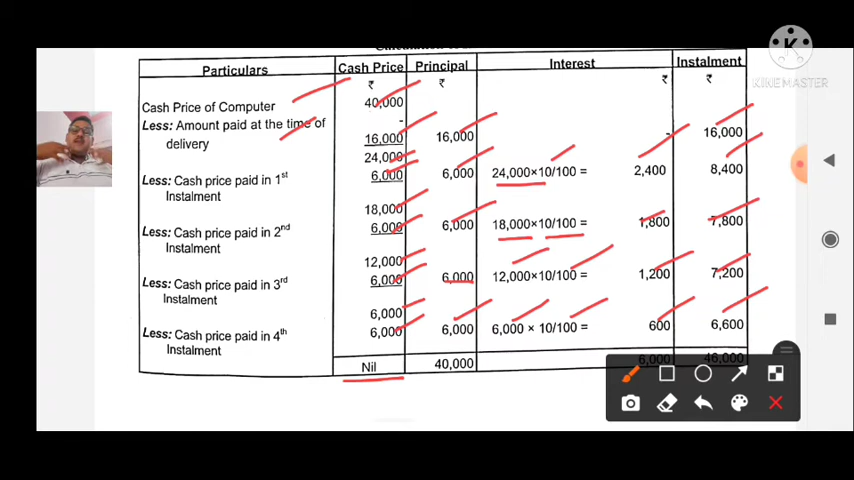 Particulars Cash Price Principal Interest Instalment
₹ ₹ ₹ ₹
Cash Price of Computer 40,000
Less: Amount paid at the time of - 
delivery 16,000 16,000 - 16,000
24,000
Less: Cash price paid in 1st 6,000 6,000 24,000×10/100 = 2,400 8,400
Instalment
18,000
Less: Cash price paid in 2nd 6,000 6,000 18,000×10/100 = 1,800 7,800
Instalment
12,000
Less: Cash price paid in 3rd 6,000 6,000 12,000×10/100 = 1,200 7,200
Instalment
6,000
Less: Cash price paid in 4th 6,000 6,000 6,000 × 10/100 = 600 6,600
Instalment
Nil 40,000 6,000 46,000
K
KINEMASTER